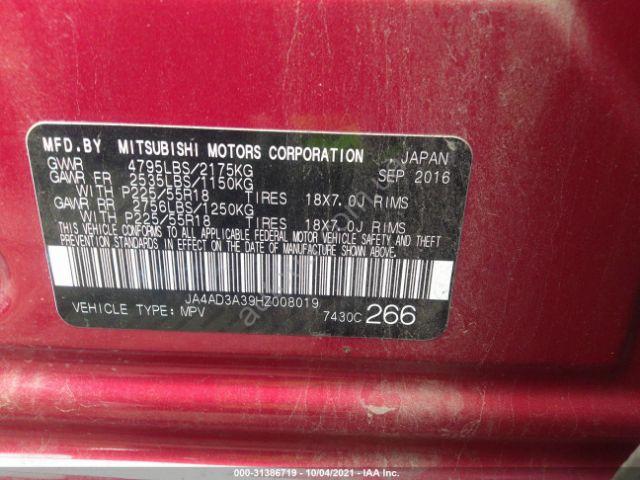 MFD.BY MITSUBISHI MOTORS CORPORATION , JAPAN
GVWR 4795LBS/2175KG SEP 2016
GAWR FR 2535LBS/1150KG
WITH P225/55R18 TIRES 18X7.0J RIMS
GAWR RR 2756LBS/1250KG
WITH P225/55R18 TIRES 18X7.0J RIMS
THIS VEHICLE CONFORMS TO ALL APPLICABLE FEDERAL MOTOR VEHICLE SAFETY AND THEFT
PREVENTION STANDARDS IN EFFECT ON THE DATE OF MANUFACTURE SHOWN ABOVE.
JA4AD3A39HZ008019
VEHICLE TYPE: MPV 7430C 266
000-31386719 - 10/04/2021 - IAA Inc.